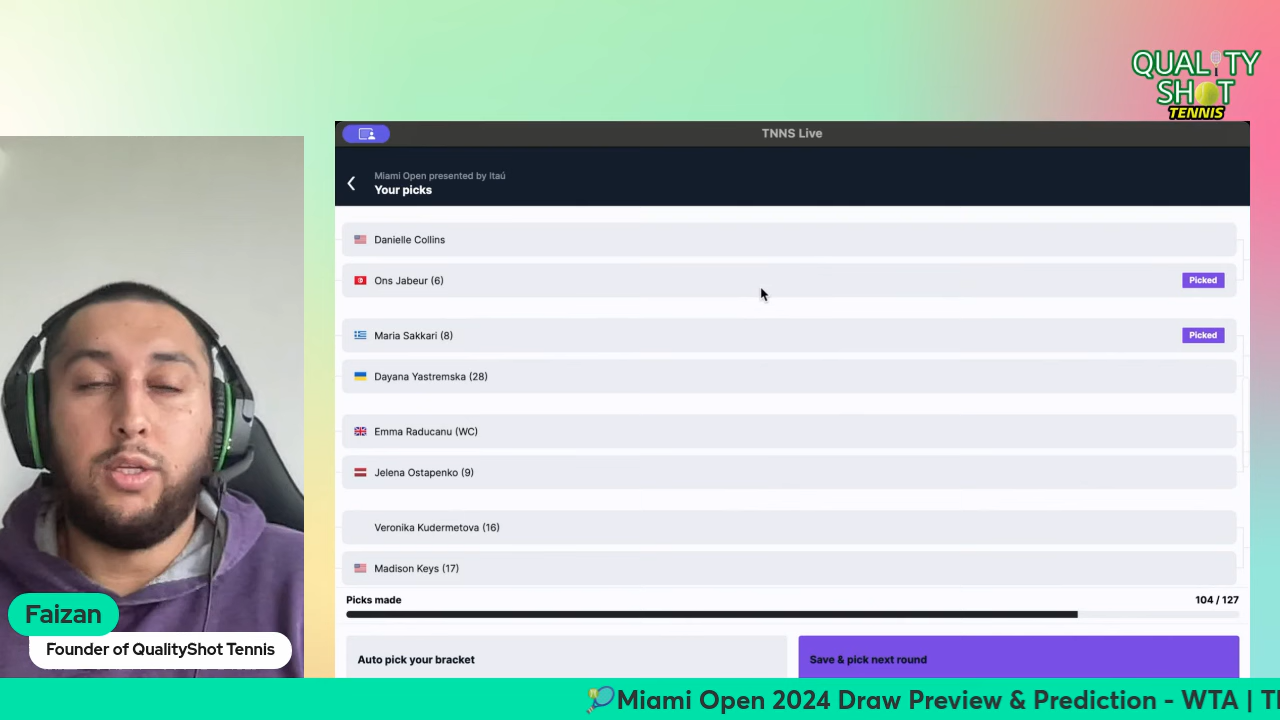 QUALITY
SHOT
TENNIS
TNNS Live
Miami Open presented by Itaú
Your picks
Danielle Collins
Ons Jabeur (6)
Picked
Maria Sakkari (8)
Picked
Dayana Yastremska (28)
Emma Raducanu (WC)
Jelena Ostapenko (9)
Veronika Kudermetova (16)
Madison Keys (17)
Picks made
104 / 127
Auto pick your bracket
Save & pick next round
Faizan
Founder of QualityShot Tennis
Miami Open 2024 Draw Preview & Prediction - WTA | T